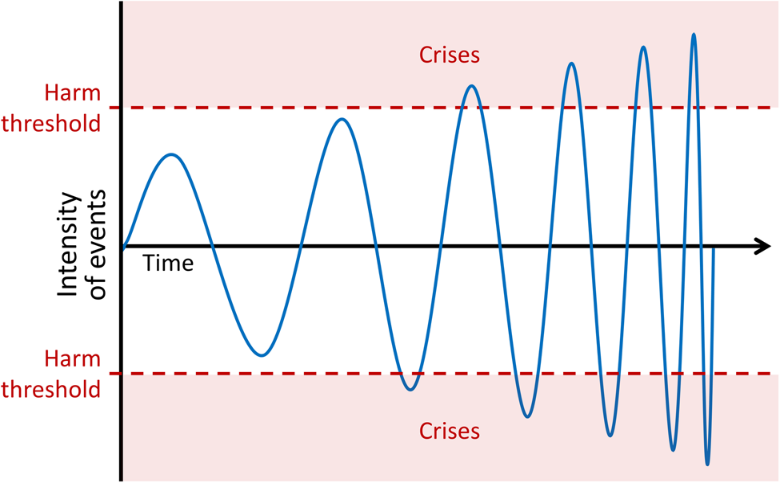 Crises
Harm
threshold
Intensity
of events
Time
Harm
threshold
Crises